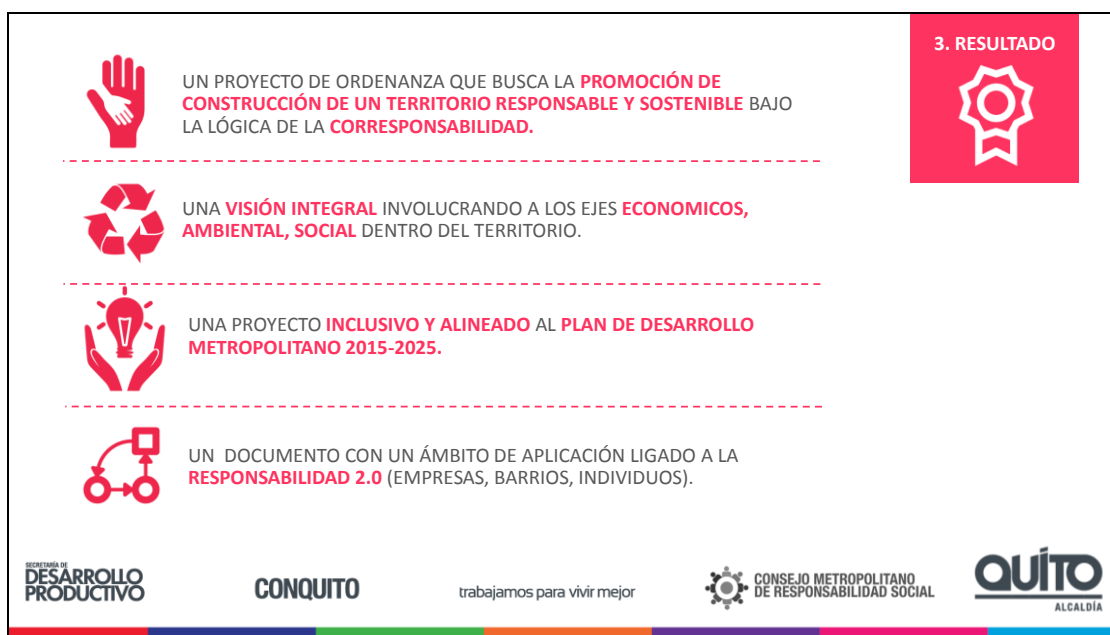 3. RESULTADO
UN PROYECTO DE ORDENANZA QUE BUSCA LA PROMOCIÓN DE
CONSTRUCCIÓN DE UN TERRITORIO RESPONSABLE Y SOSTENIBLE BAJO
LA LÓGICA DE LA CORRESPONSABILIDAD.
UNA VISIÓN INTEGRAL INVOLUCRANDO A LOS EJES ECONOMICOS,
AMBIENTAL, SOCIAL DENTRO DEL TERRITORIO.
UNA PROYECTO INCLUSIVO Y ALINEADO AL PLAN DE DESARROLLO
METROPOLITANO 2015-2025.
UN DOCUMENTO CON UN ÁMBITO DE APLICACIÓN LIGADO A LA
RESPONSABILIDAD 2.0 (EMPRESAS, BARRIOS, INDIVIDUOS).
SECRETARÍA DE
DESARROLLO
PRODUCTIVO
CONQUITO
trabajamos para vivir mejor
CONSEJO METROPOLITANO
DE RESPONSABILIDAD SOCIAL
QUÍTO
ALCALDÍA